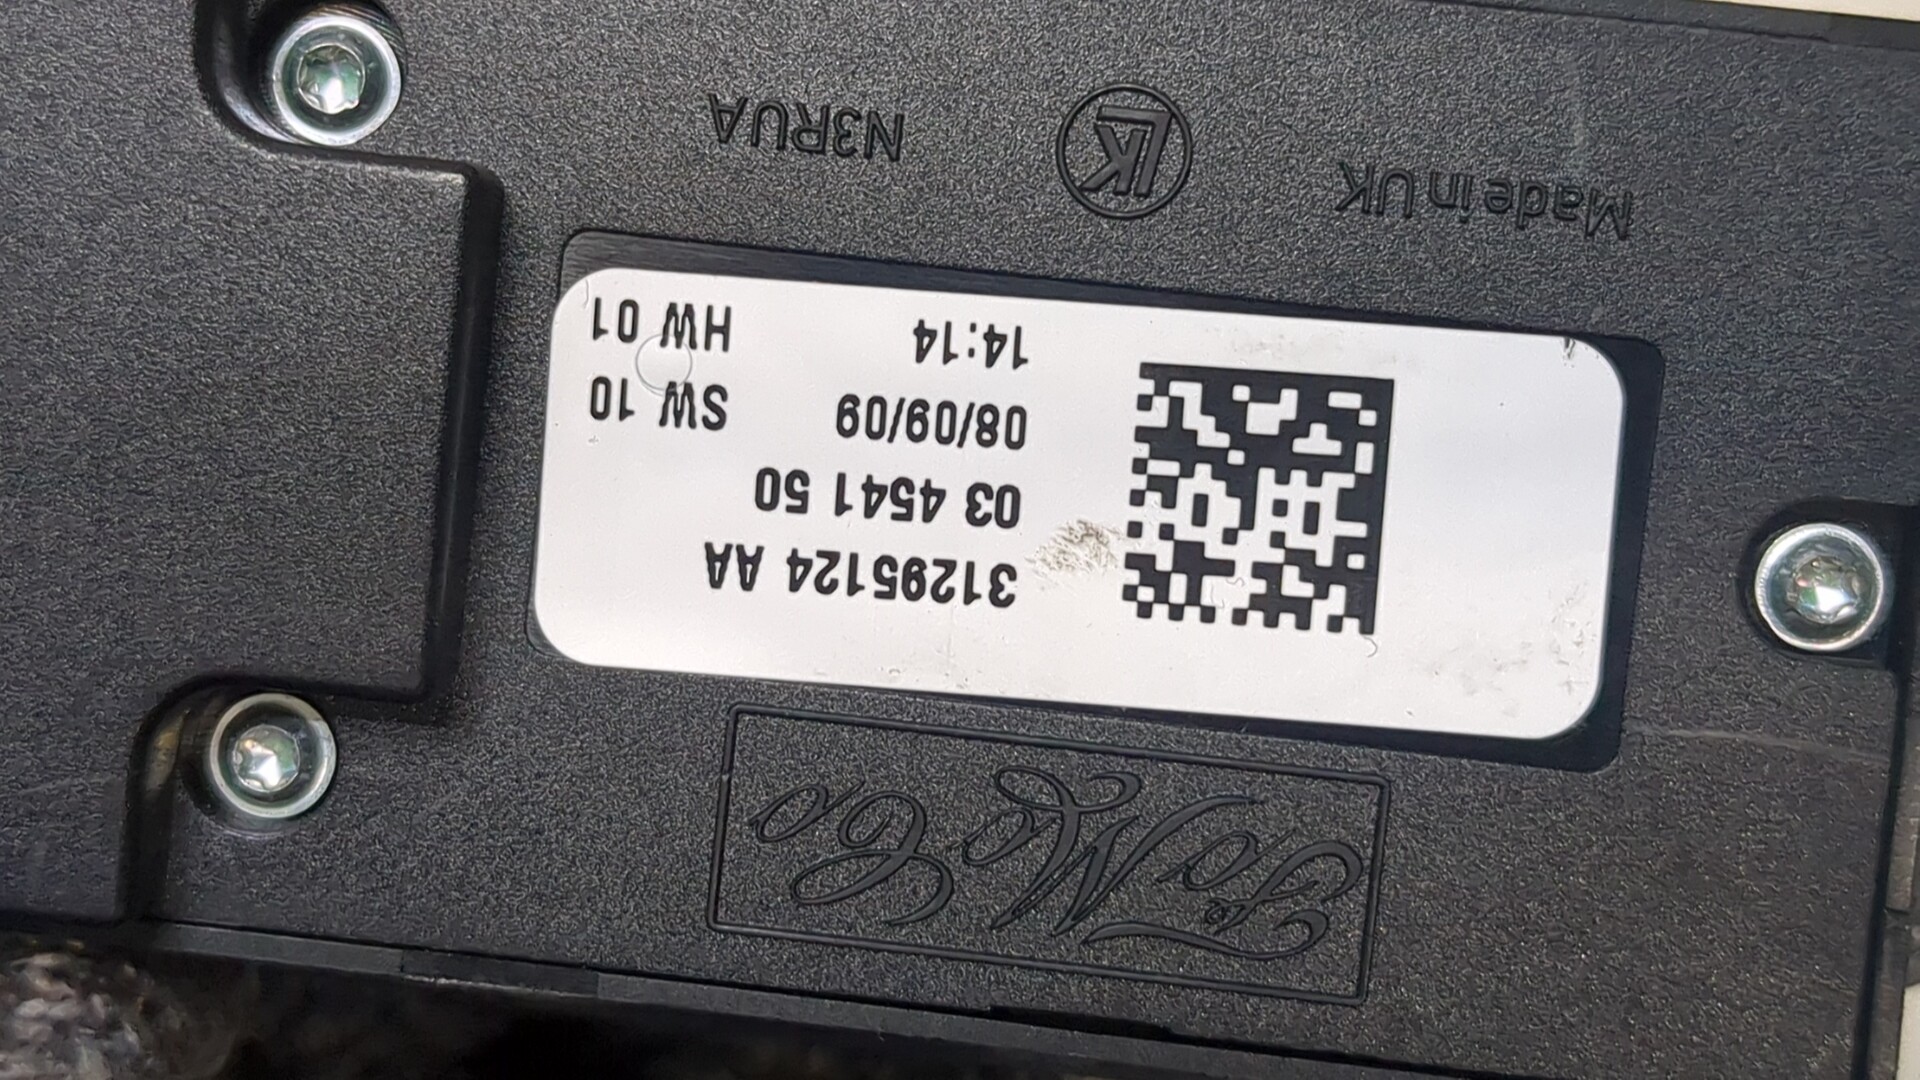 FoMoCo
31295124 AA
03 4541 50
08/09/09 SW 10
14:14 HW 01
Made in UK
LK
N3RUA